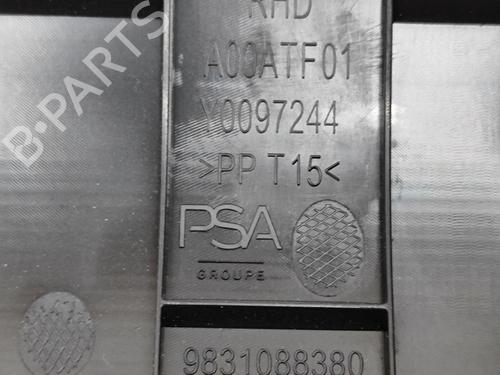 B-PARTS
RHD
A00ATF01
Y0097244
>PP T15<
PSA
GROUPE
9831088380